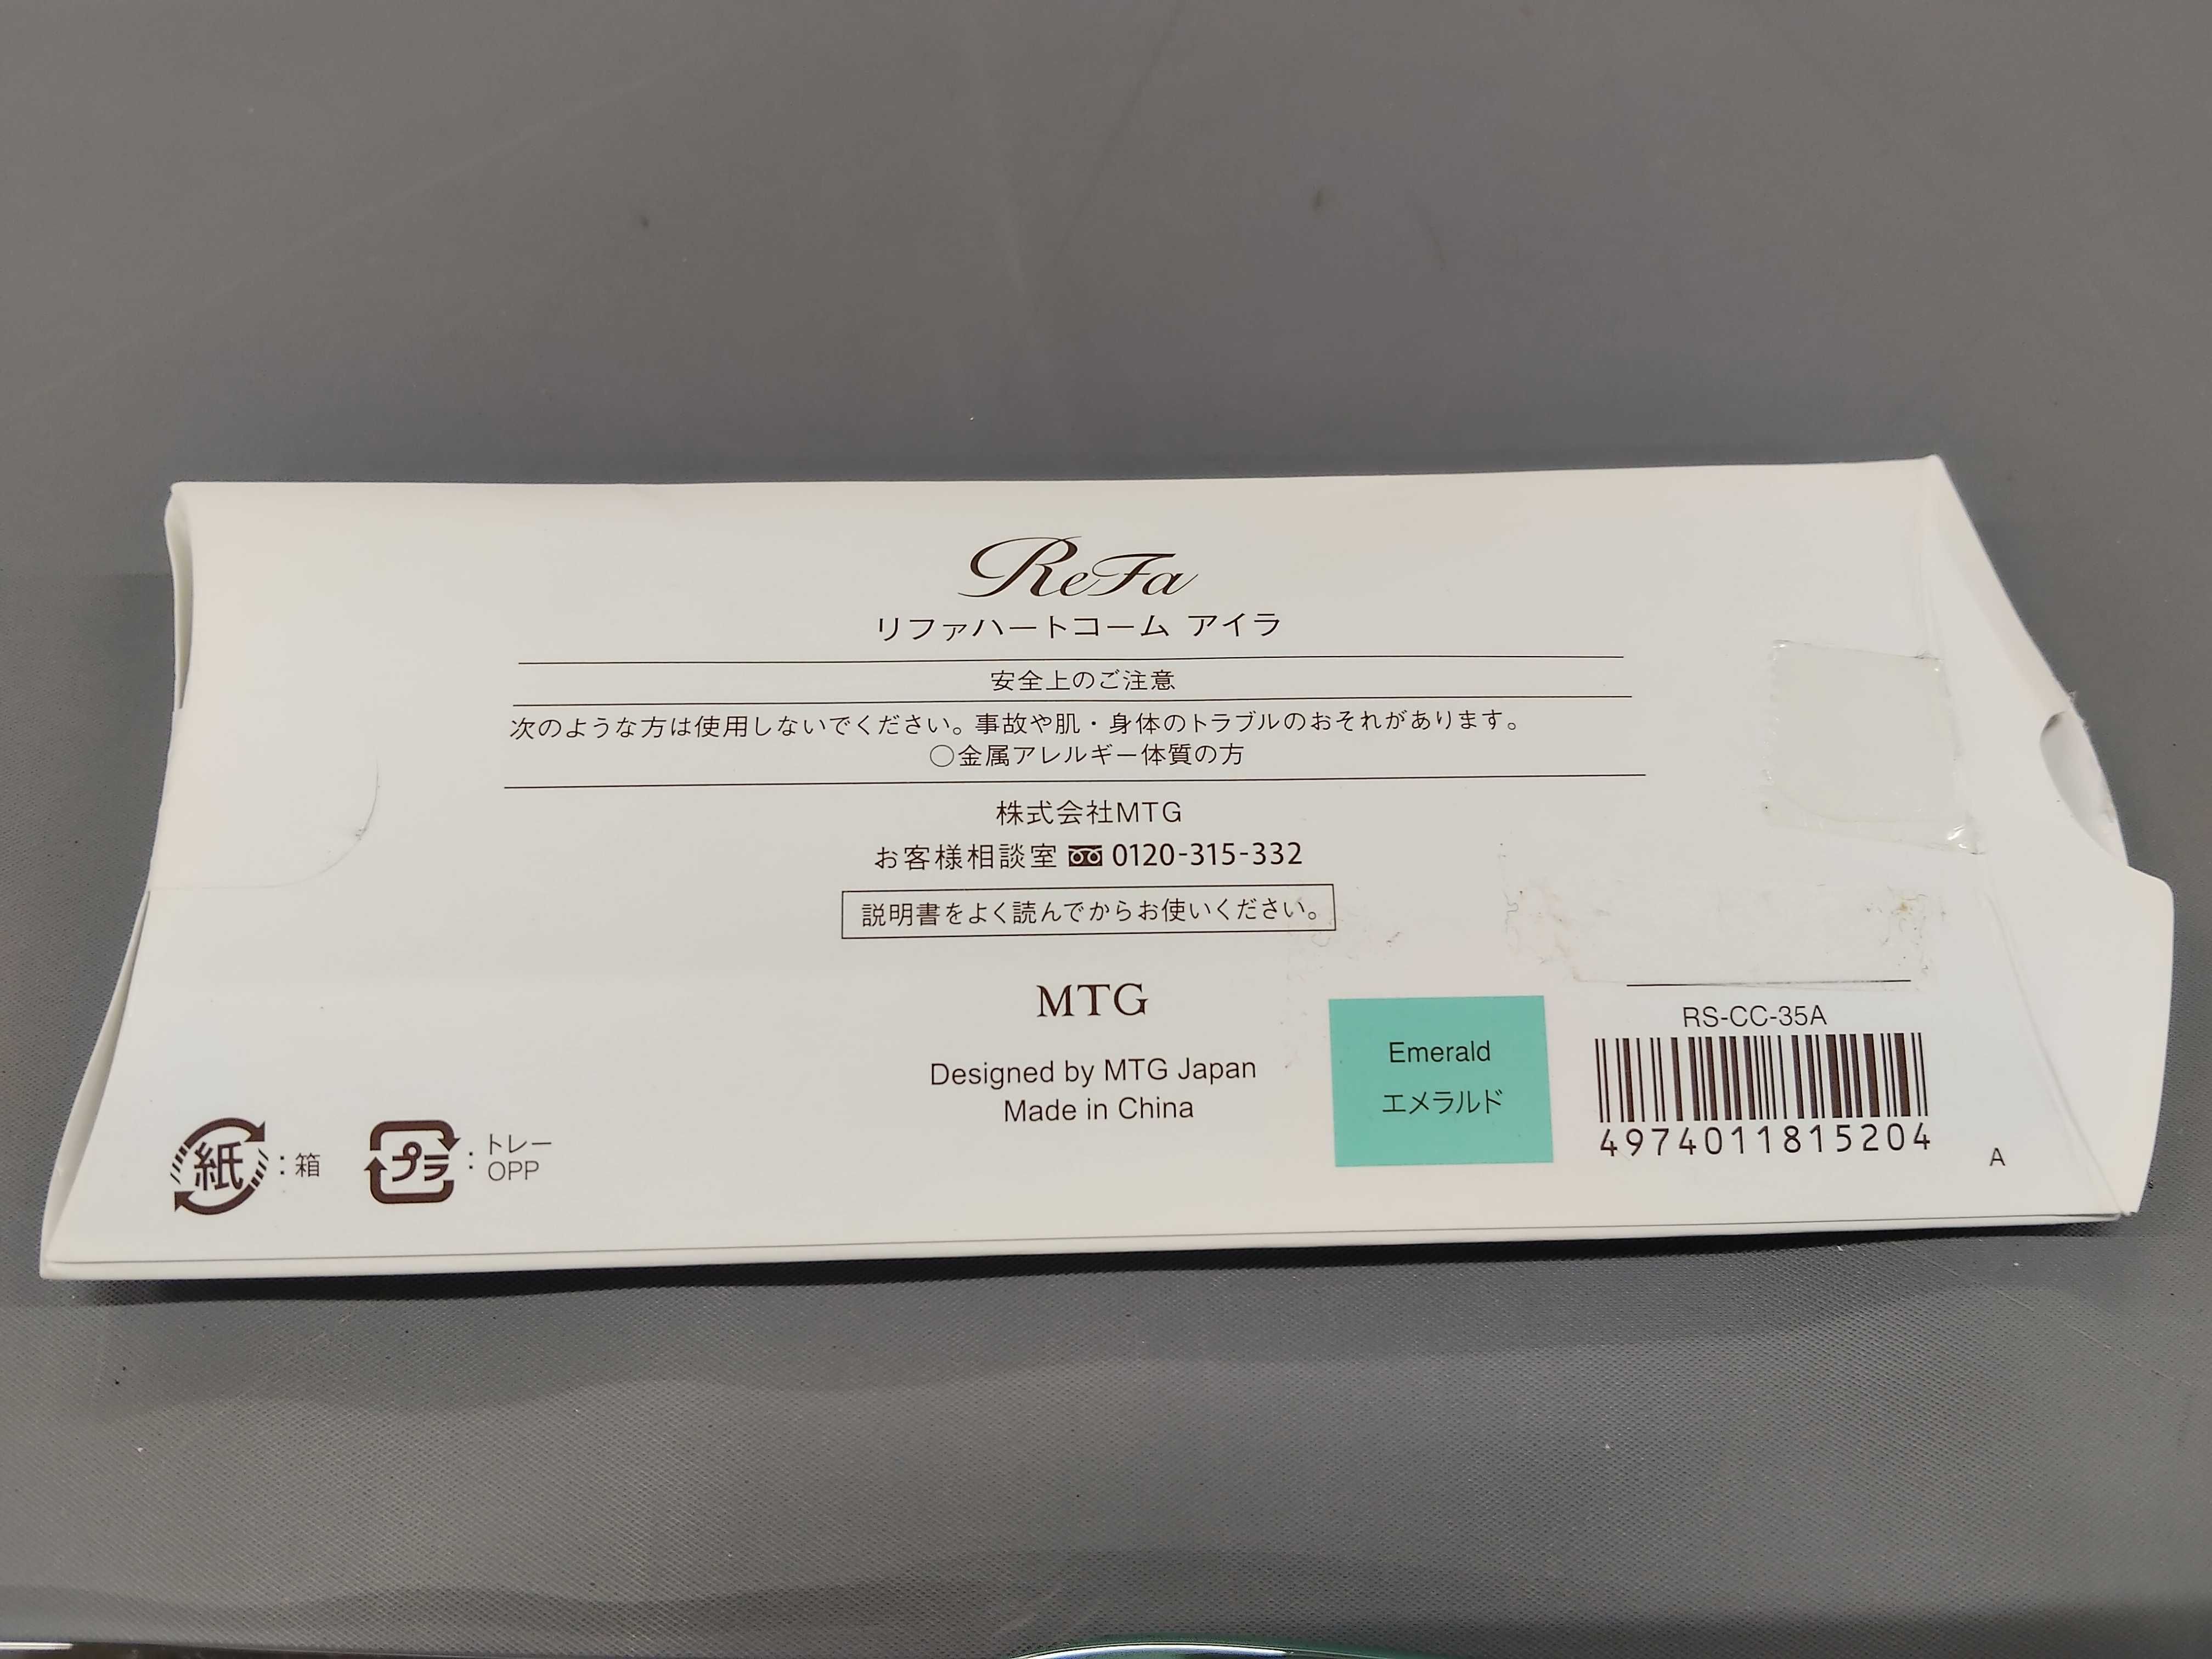 ReFa
リファハートコーム アイラ
安全上のご注意
次のような方は使用しないでください。事故や肌・身体のトラブルのおそれがあります。
○金属アレルギー体質の方
株式会社MTG
お客様相談室 0120-315-332
説明書をよく読んでからお使いください。
MTG
Designed by MTG Japan
Made in China
Emerald
エメラルド
RS-CC-35A
4974011815204
A
紙:箱
プラ:トレー
OPP